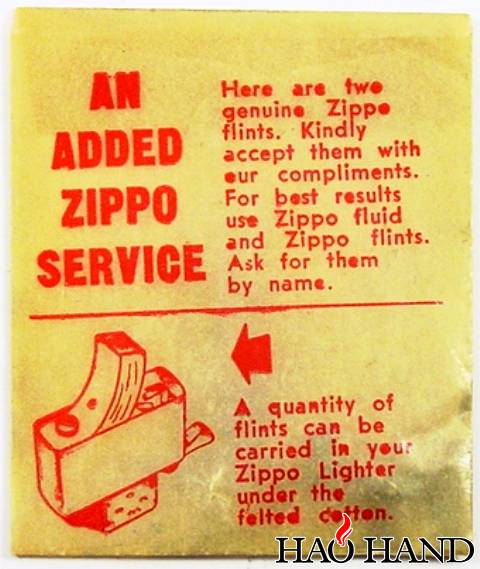 AN
ADDED
ZIPPO
SERVICE
Here are two
genuine Zippo
flints. Kindly
accept them with
our compliments.
For best results
use Zippo fluid
and Zippo flints.
Ask for them
by name.
A quantity of
flints can be
carried in your
Zippo Lighter
under the
felted cotton.
HAO HAND